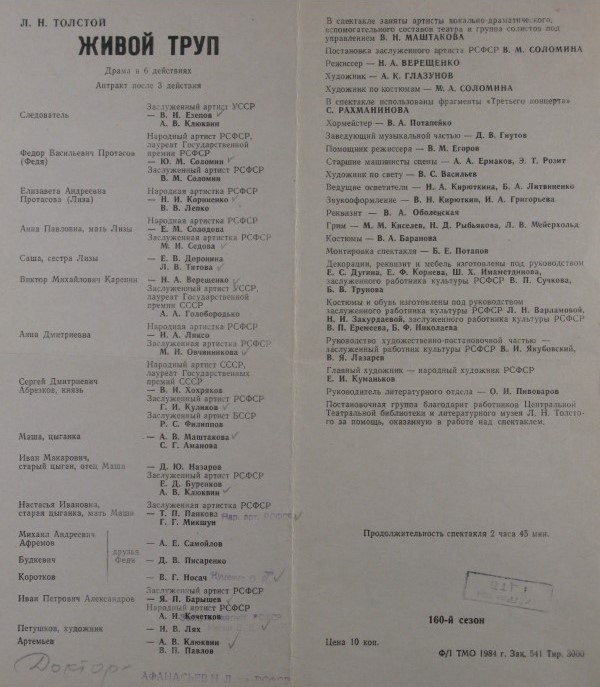 Л. Н. ТОЛСТОЙ
ЖИВОЙ ТРУП
Драма в 6 действиях
Антракт после 3 действия
Заслуженный артист УССР
Следователь — В. И. Езепов
А. В. Клюквин
Народный артист РСФСР,
лауреат Государственной
премии РСФСР
Федор Васильевич Протасов
(Федя) — Ю. М. Соломин
Заслуженный артист РСФСР
В. М. Соломин
Елизавета Андреевна Народная артистка РСФСР
Протасова (Лиза) — Н. И. Корниенко
В. В. Лепко
Народная артистка РСФСР
Анна Павловна, мать Лизы — Е. М. Солодова
Заслуженная артистка РСФСР
М. И. Седова
Саша, сестра Лизы — Е. В. Доронина
Л. В. Титова
Виктор Михайлович Каренин — Н. А. Верещенко
Заслуженный артист УССР,
лауреат Государственной
премии СССР
А. А. Голобородько
Народная артистка РСФСР
Анна Дмитриевна — И. А. Ликсо
Заслуженная артистка РСФСР
М. Н. Овчинникова
Народный артист СССР,
лауреат Государственных
премий СССР
Сергей Дмитриевич
Абрезков, князь — В. И. Хохряков
Заслуженный артист РСФСР
Г. Н. Куликов
Заслуженный артист БССР
Р. С. Филиппов
Маша, цыганка — А. В. Маштакова
С. Г. Аманова
Иван Макарович,
старый цыган, отец Маши — Д. Ю. Назаров
Заслуженный артист РСФСР
Е. Д. Буренков
А. В. Клюквин
Настасья Ивановна, Заслуженная артистка РСФСР
старая цыганка, мать Маши — Т. П. Панкова
Г. Г. Микшун
Михаил Андреевич
Афремов — А. Е. Самойлов
друзья
Феди
Буткевич — Д. В. Писаренко
Коротков — В. Г. Носач
Заслуженный артист РСФСР
Иван Петрович Александров — Я. П. Барышев
Народный артист РСФСР
А. И. Кочетков
Петушков, художник — И. В. Лях
Артемьев — А. В. Клюквин
В. П. Павлов
Доктор —
АФАНАСЬЕВ Н. Д.
В спектакле заняты артисты вокально-драматического,
вспомогательного составов театра и группа солистов под
управлением В. Н. МАШТАКОВА
Постановка заслуженного артиста РСФСР В. М. СОЛОМИНА
Режиссер — Н. А. ВЕРЕЩЕНКО
Художник — А. К. ГЛАЗУНОВ
Художник по костюмам — М. А. СОЛОМИНА
В спектакле использованы фрагменты «Третьего концерта»
С. РАХМАНИНОВА
Хормейстер — В. А. Потапейко
Заведующий музыкальной частью — Д. В. Гнутов
Помощник режиссера — В. М. Егоров
Старшие машинисты сцены — А. А. Ермаков, Э. Т. Розит
Художник по свету — В. С. Васильев
Ведущие осветители — Н. А. Кирюткина, Б. А. Литвиненко
Звукооформление — В. Н. Кирюткин, И. А. Григорьева
Реквизит — В. А. Оболенская
Грим — М. М. Киселев, Н. Д. Рыбьякова, Л. В. Мейерхольд
Костюмы — В. А. Баранова
Монтировка спектакля — Б. Е. Потапов
Декорации, реквизит и мебель изготовлены под руководством
Е. С. Дугина, Е. Ф. Корнева, Ш. Х. Имаметдинова,
заслуженного работника культуры РСФСР В. П. Сучкова,
Б. В. Трунова
Костюмы и обувь изготовлены под руководством
заслуженного работника культуры РСФСР Л. Н. Варламовой,
Н. И. Закурдаевой, заслуженного работника культуры РСФСР
В. П. Еремеева, Б. Ф. Николаева
Руководство художественно-постановочной частью —
заслуженный работник культуры РСФСР В. И. Якубовский,
В. Я. Лазарев
Главный художник — народный художник РСФСР
Е. И. Куманьков
Руководитель литературного отдела — О. И. Пивоваров
Постановочная группа благодарит работников Центральной
Театральной библиотеки и литературного музея Л. Н. Толсто-
го за помощь, оказанную в работе над спектаклем.
Продолжительность спектакля 2 часа 45 мин.
160-й сезон
Цена 10 коп.
Ф/1 ТМО 1984 г. Зак. 541 Тир. 3000